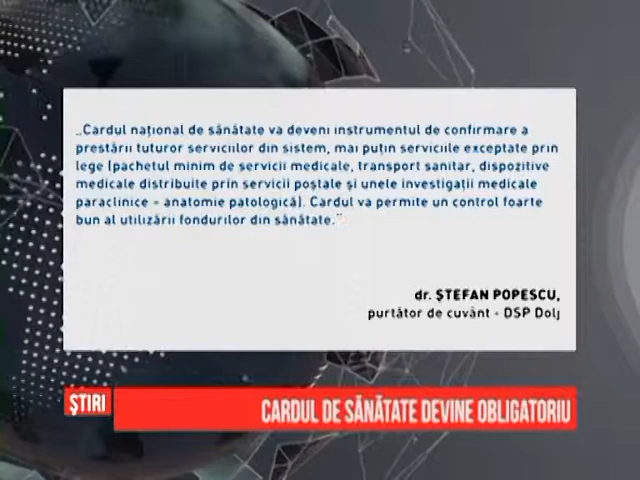 „Cardul național de sănătate va deveni instrumentul de confirmare a
prestării tuturor serviciilor din sistem, mai puțin serviciile exceptate prin
lege (pachetul minim de servicii medicale, transport sanitar, dispozitive
medicale distribuite prin servicii poștale și unele investigații medicale
paraclinice - anatomie patologică). Cardul va permite un control foarte
bun al utilizării fondurilor din sănătate.”
dr. ȘTEFAN POPESCU,
purtător de cuvânt - DSP Dolj
ȘTIRI
CARDUL DE SĂNĂTATE DEVINE OBLIGATORIU